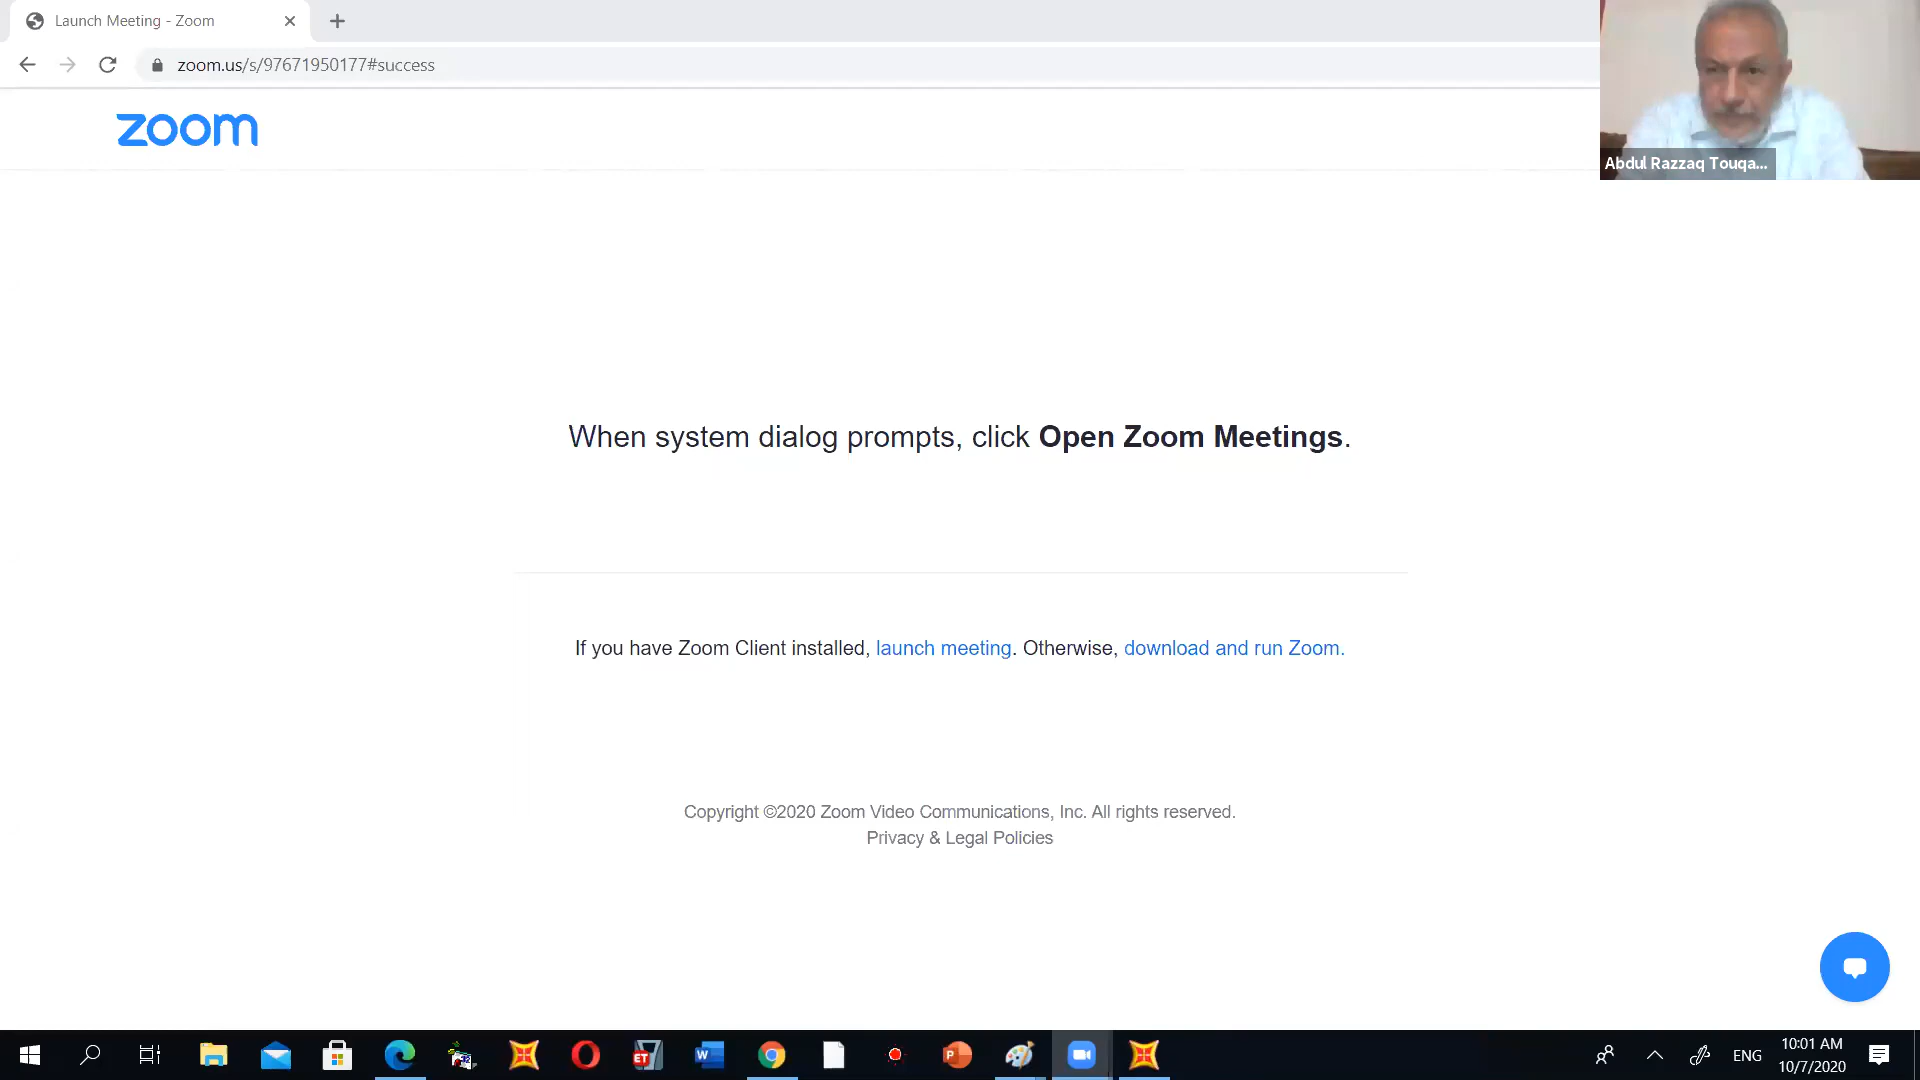 Launch Meeting - Zoom
zoom.us/s/97671950177#success
zoom
Abdul Razzaq Touqa...
When system dialog prompts, click Open Zoom Meetings.
If you have Zoom Client installed, launch meeting. Otherwise, download and run Zoom.
Copyright ©2020 Zoom Video Communications, Inc. All rights reserved.
Privacy & Legal Policies
ET
W
P
ENG
10:01 AM
10/7/2020